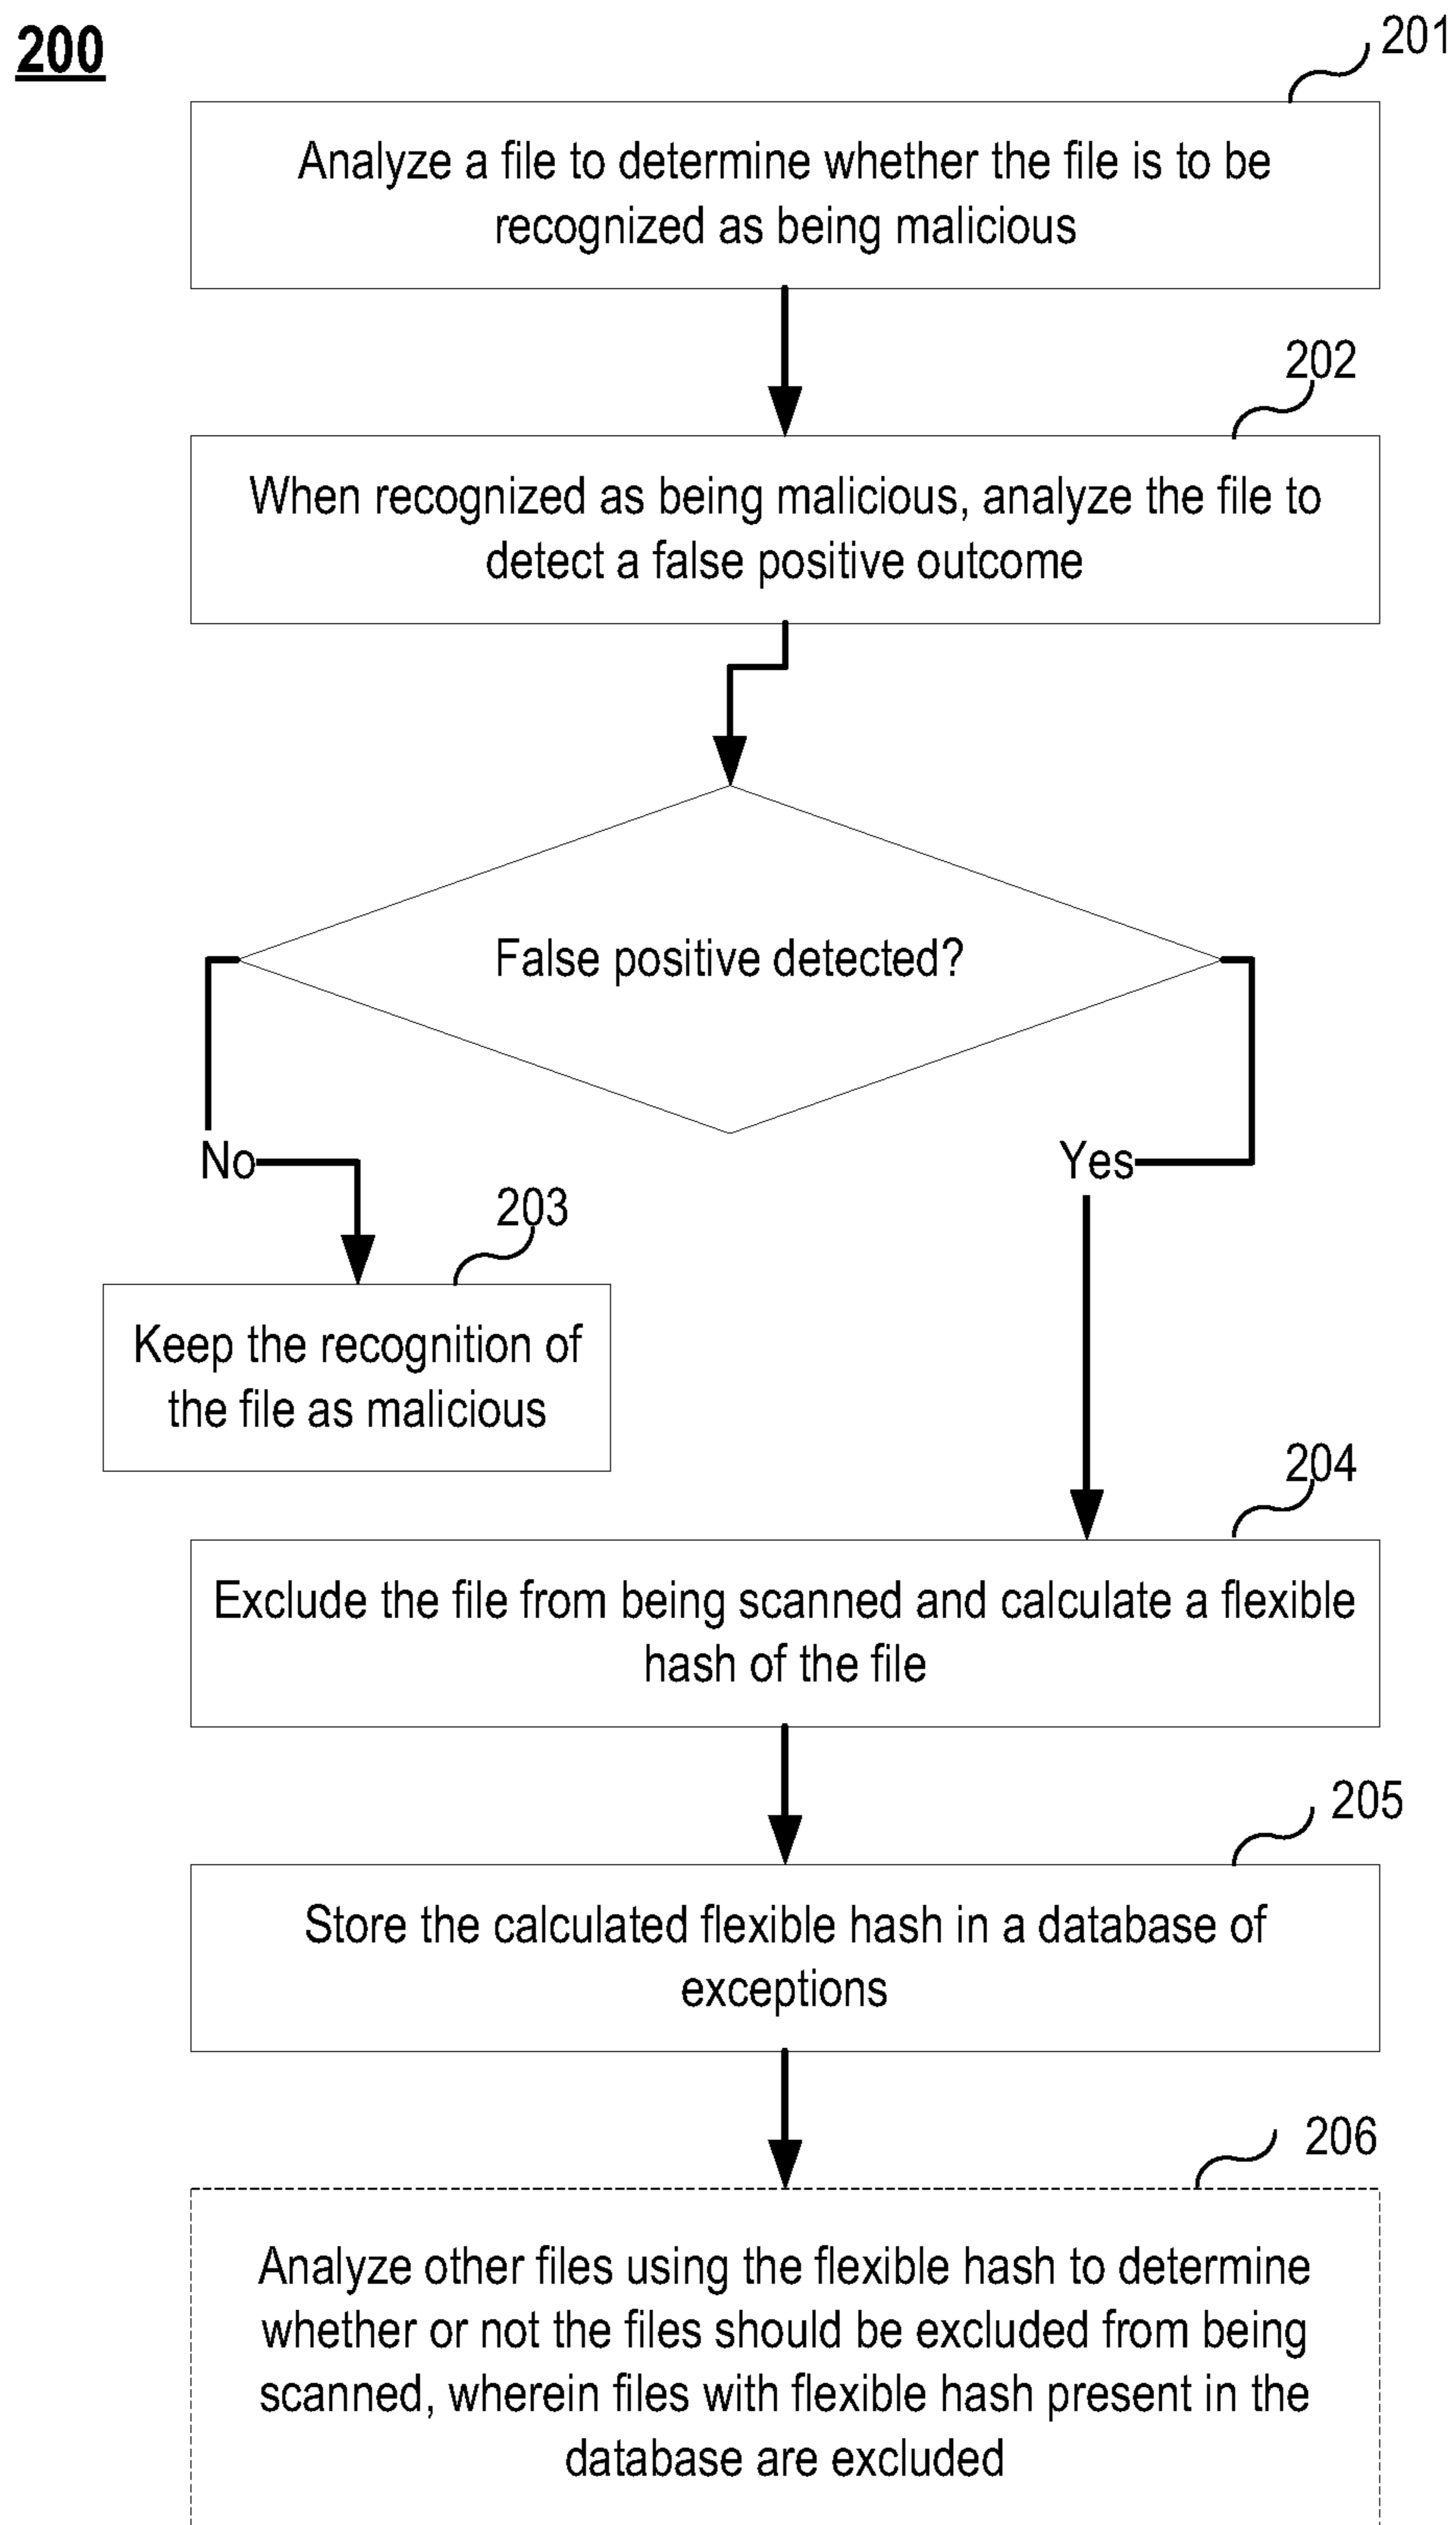 200
201
Analyze a file to determine whether the file is to be
recognized as being malicious
202
When recognized as being malicious, analyze the file to
detect a false positive outcome
False positive detected?
No
Yes
203
Keep the recognition of
the file as malicious
204
Exclude the file from being scanned and calculate a flexible
hash of the file
205
Store the calculated flexible hash in a database of
exceptions
206
Analyze other files using the flexible hash to determine
whether or not the files should be excluded from being
scanned, wherein files with flexible hash present in the
database are excluded